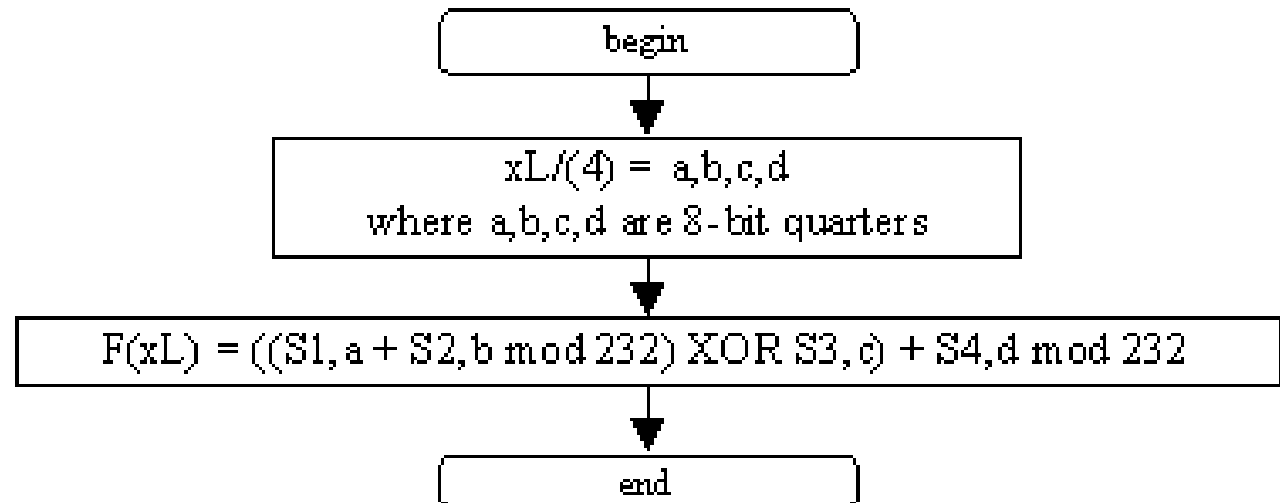 begin
xL/(4) = a,b,c,d
where a,b,c,d are 8-bit quarters
F(xL) = ((S1,a + S2,b mod 232) XOR S3,c) + S4,d mod 232
end